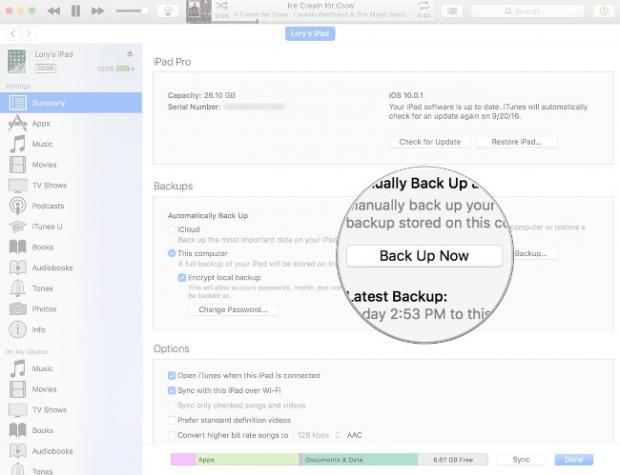 Ice Cream for Crow
0:56 Cream for Crow - Captain Beefheart & The Magic Band - -9:40
Search
Lory's iPad
Lory's iPad
32GB 100%
Settings
Summary
Apps
Music
Movies
TV Shows
Podcasts
iTunes U
Books
Audiobooks
Tones
Photos
Info
On My Device
Music
Movies
TV Shows
Books
Audiobooks
Tones
iPad Pro
Capacity: 26.10 GB
Serial Number:
iOS 10.0.1
Your iPad software is up to date. iTunes will automatically
check for an update again on 9/20/16.
Check for Update Restore iPad...
Backups
Automatically Back Up
iCloud
Back up the most important data on your iPad
This computer
A full backup of your iPad will be stored on
Encrypt local backup
This will allow account passwords, Health, and
be backed up.
Change Password...
ually Back Up a
anually back up your
backup stored on this co
computer or restore a
Back Up Now
Backup...
Latest Backup:
day 2:53 PM to this
Options
Open iTunes when this iPad is connected
Sync with this iPad over Wi-Fi
Sync only checked songs and videos
Prefer standard definition videos
Convert higher bit rate songs to 128 kbps AAC
Apps Documents & Data 6.67 GB Free Sync Done